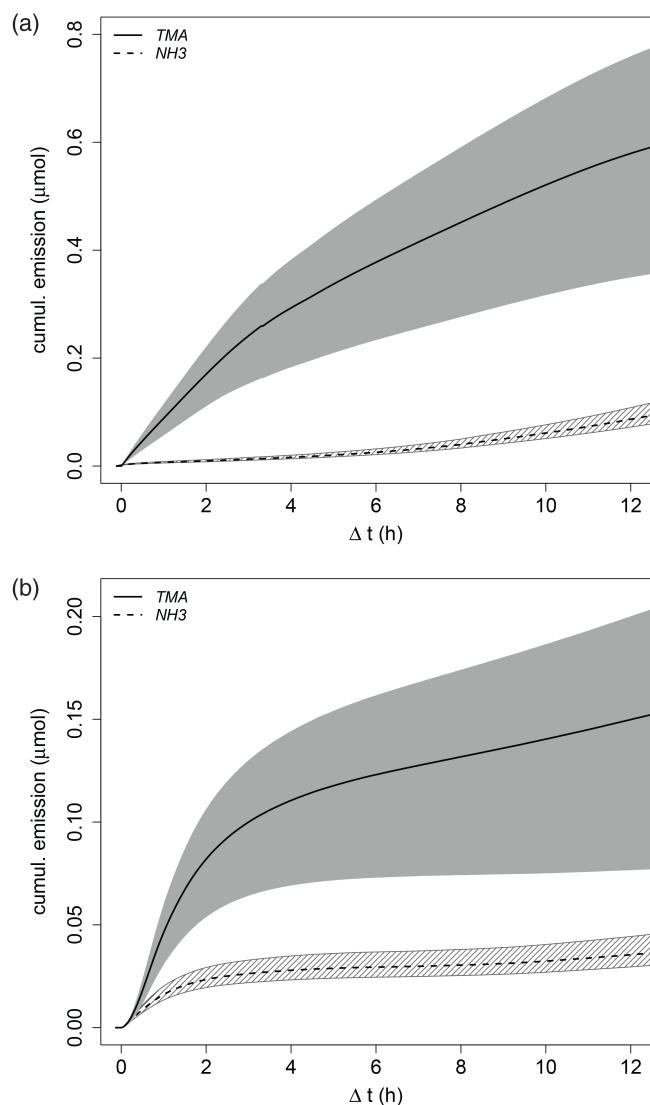 (a)
TMA
NH3
cumul. emission (μmol)
0.8
0.6
0.4
0.2
0.0
0 2 4 6 8 10 12
Δ t (h)
(b)
TMA
NH3
cumul. emission (μmol)
0.20
0.15
0.10
0.05
0.00
0 2 4 6 8 10 12
Δ t (h)